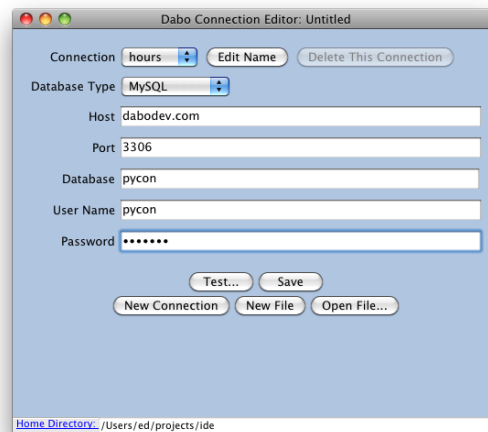 Dabo Connection Editor: Untitled
Connection hours Edit Name Delete This Connection
Database Type MySQL
Host dabodev.com
Port 3306
Database pycon
User Name pycon
Password •••••••
Test... Save
New Connection New File Open File...
Home Directory: /Users/ed/projects/ide